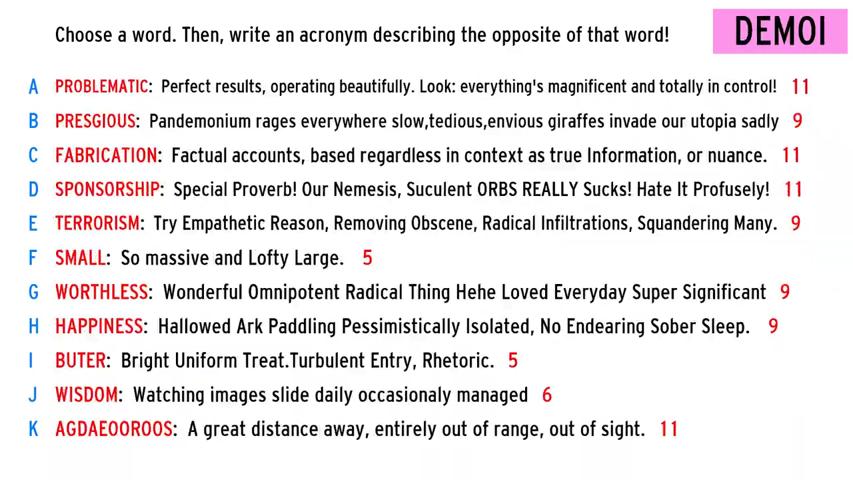 Choose a word. Then, write an acronym describing the opposite of that word!
DEMOI
A PROBLEMATIC: Perfect results, operating beautifully. Look: everything's magnificent and totally in control! 11
B PRESGIOUS: Pandemonium rages everywhere slow,tedious,envious giraffes invade our utopia sadly 9
C FABRICATION: Factual accounts, based regardless in context as true Information, or nuance. 11
D SPONSORSHIP: Special Proverb! Our Nemesis, Suculent ORBS REALLY Sucks! Hate It Profusely! 11
E TERRORISM: Try Empathetic Reason, Removing Obscene, Radical Infiltrations, Squandering Many. 9
F SMALL: So massive and Lofty Large. 5
G WORTHLESS: Wonderful Omnipotent Radical Thing Hehe Loved Everyday Super Significant 9
H HAPPINESS: Hallowed Ark Paddling Pessimistically Isolated, No Endearing Sober Sleep. 9
I BUTER: Bright Uniform Treat.Turbulent Entry, Rhetoric. 5
J WISDOM: Watching images slide daily occasionaly managed 6
K AGDAEOOROOS: A great distance away, entirely out of range, out of sight. 11